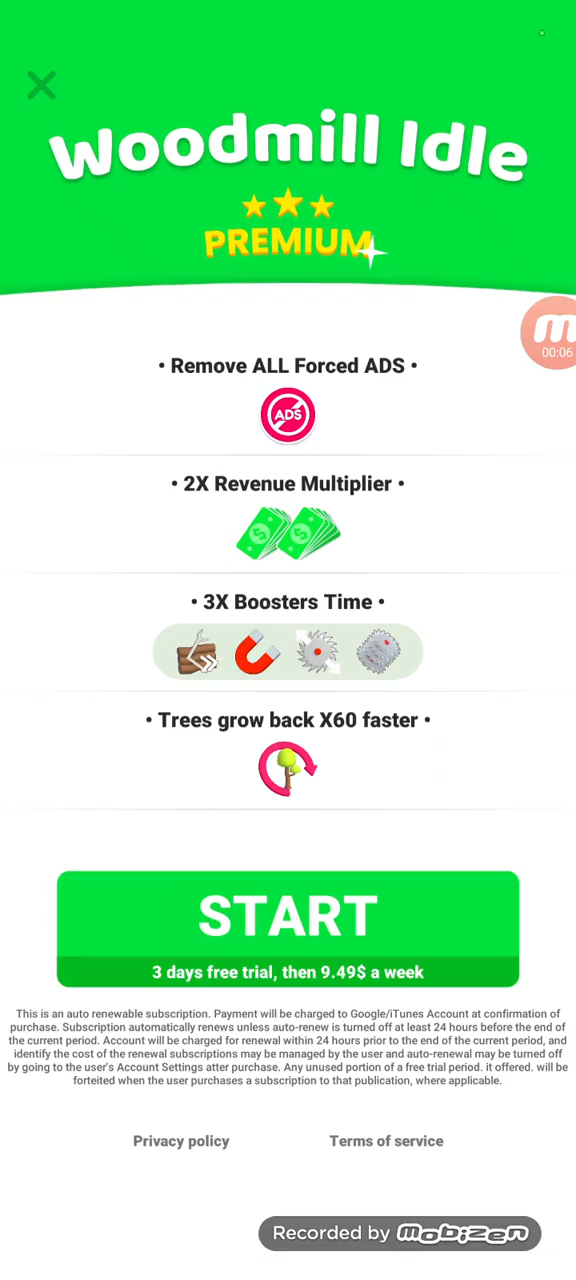 Woodmill Idle
PREMIUM
00:06
• Remove ALL Forced ADS •
ADS
• 2X Revenue Multiplier •
• 3X Boosters Time •
• Trees grow back X60 faster •
START
3 days free trial, then 9.49$ a week
This is an auto renewable subscription. Payment will be charged to Google/iTunes Account at confirmation of
purchase. Subscription automatically renews unless auto-renew is turned off at least 24 hours before the end of
the current period. Account will be charged for renewal within 24 hours prior to the end of the current period, and
identify the cost of the renewal subscriptions may be managed by the user and auto-renewal may be turned off
by going to the user's Account Settings atter purchase. Any unused portion of a free trial period. it offered. will be
forteited when the user purchases a subscription to that publication, where applicable.
Privacy policy
Terms of service
Recorded by mobizen